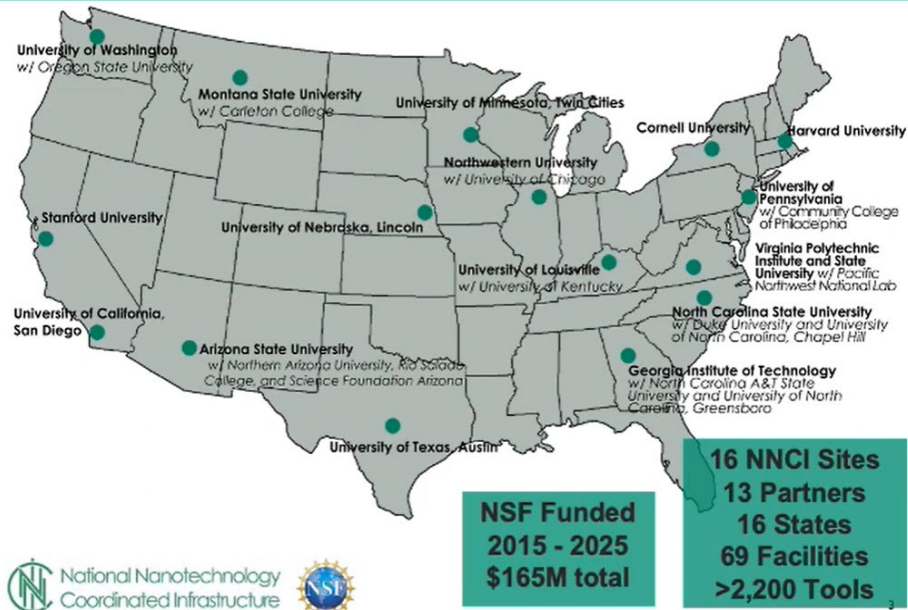 University of Washington
w/ Oregon State University
Montana State University
w/ Carleton College
University of Minnesota, Twin Cities
Cornell University
Harvard University
Northwestern University
w/ University of Chicago
University of
Pennsylvania
w/ Community College
of Philadelphia
Stanford University
University of Nebraska, Lincoln
Virginia Polytechnic
Institute and State
University w/ Pacific
Northwest National Lab
University of Louisville
w/ University of Kentucky
University of California,
San Diego
North Carolina State University
w/ Duke University and University
of North Carolina, Chapel Hill
Arizona State University
w/ Northern Arizona University, Rio Salado
College, and Science Foundation Arizona
Georgia Institute of Technology
w/ North Carolina A&T State
University and University of North
Carolina, Greensboro
University of Texas, Austin
16 NNCI Sites
13 Partners
16 States
69 Facilities
>2,200 Tools
NSF Funded
2015 - 2025
$165M total
National Nanotechnology
Coordinated Infrastructure
NSF
3